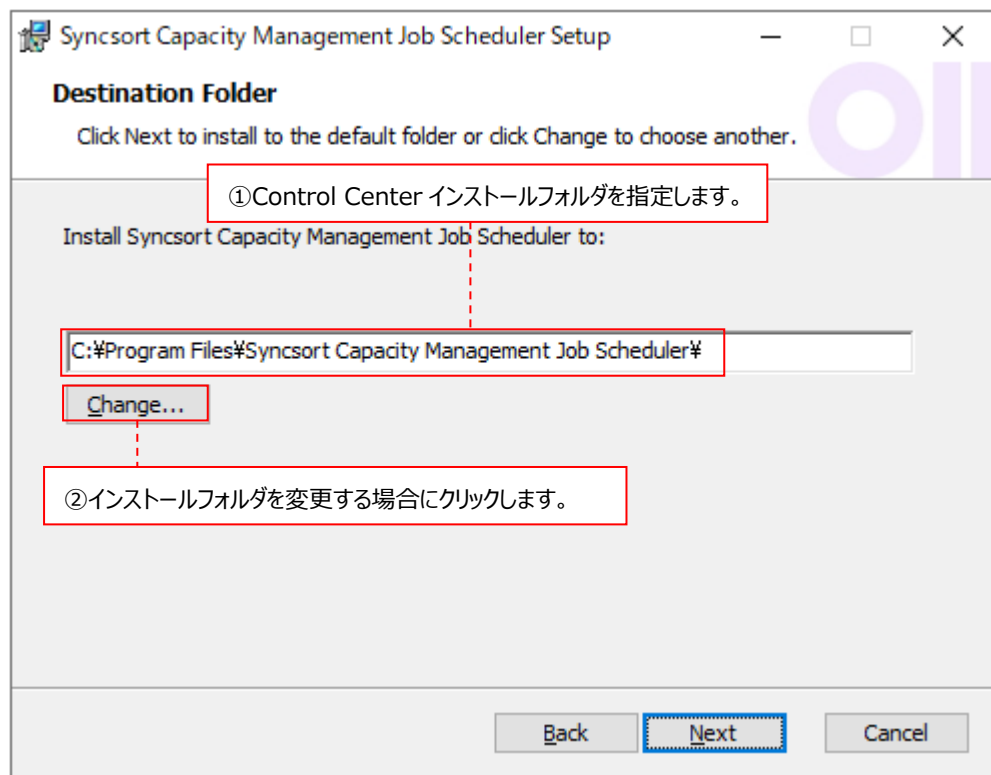 Syncsort Capacity Management Job Scheduler Setup
Destination Folder
Click Next to install to the default folder or click Change to choose another.
①Control Center インストールフォルダを指定します。
Install Syncsort Capacity Management Job Scheduler to:
C:¥Program Files¥Syncsort Capacity Management Job Scheduler¥
Change...
②インストールフォルダを変更する場合にクリックします。
Back
Next
Cancel